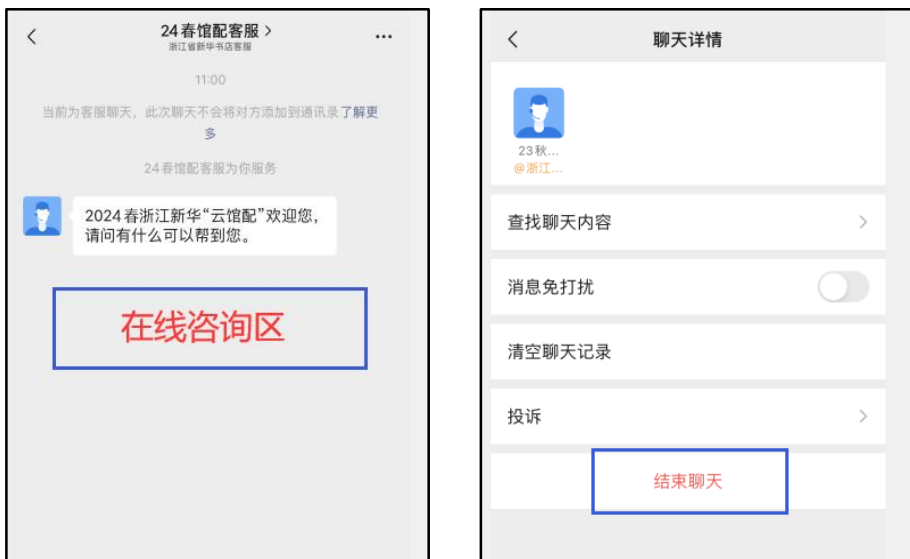 24春馆配客服
浙江省新华书店客服
11:00
当前为客服聊天，此次聊天不会将对方添加到通讯录了解更
多
24春馆配客服为你服务
2024春浙江新华“云馆配”欢迎您，
请问有什么可以帮到您。
在线咨询区
聊天详情
23秋...
@浙江...
查找聊天内容
消息免打扰
清空聊天记录
投诉
结束聊天